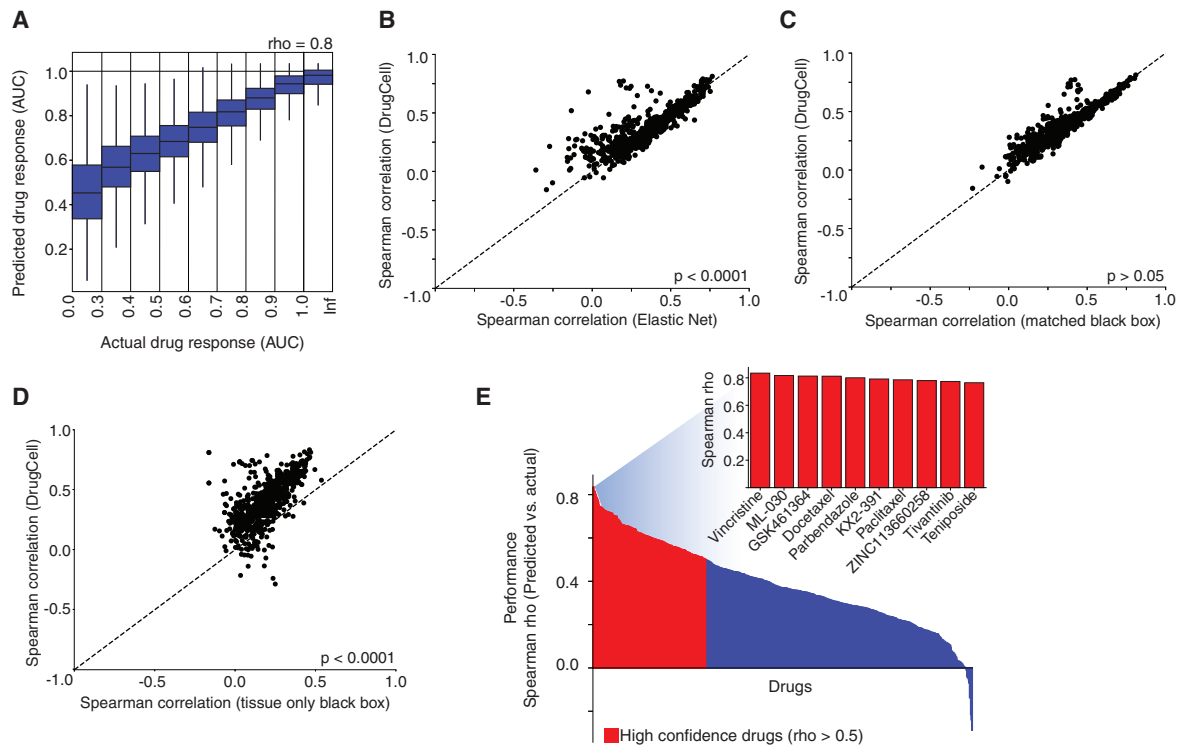 A
rho = 0.8
Predicted drug response (AUC)
1.0
0.8
0.6
0.4
0.2
0.0
0.3
0.4
0.5
0.6
0.7
0.8
0.9
1.0
Inf
Actual drug response (AUC)
B
Spearman correlation (DrugCell)
1.0
0.5
0.0
-0.5
-1.0
p < 0.0001
-1.0
0.0
0.5
1.0
Spearman correlation (Elastic Net)
C
Spearman correlation (DrugCell)
1.0
0.5
0.0
-0.5
-1.0
p > 0.05
0.0
0.5
1.0
Spearman correlation (matched black box)
D
Spearman correlation (DrugCell)
1.0
0.5
0.0
-0.5
-1.0
p < 0.0001
-1.0
-0.5
0.0
0.5
1.0
Spearman correlation (tissue only black box)
E
Spearman rho
0.8
0.6
0.4
0.2
Vincristine
ML-030
GSK461364
Docetaxel
Parbendazole
KX2-391
Paclitaxel
ZINC113660258
Tivantinib
Teniposide
Performance
Spearman rho (Predicted vs. actual)
0.8
0.4
0.2
0.0
Drugs
High confidence drugs (rho > 0.5)